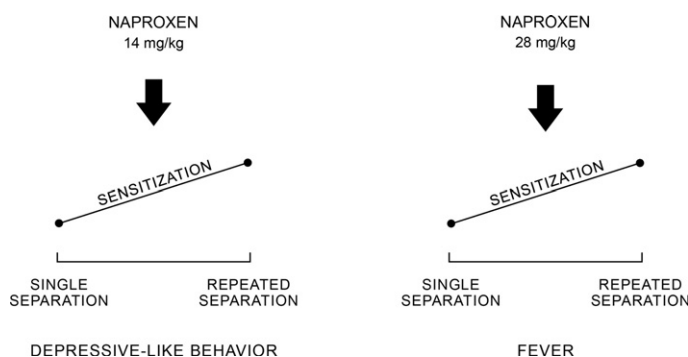 NAPROXEN
14 mg/kg
SENSITIZATION
SINGLE
SEPARATION
REPEATED
SEPARATION
DEPRESSIVE-LIKE BEHAVIOR
NAPROXEN
28 mg/kg
SENSITIZATION
SINGLE
SEPARATION
REPEATED
SEPARATION
FEVER